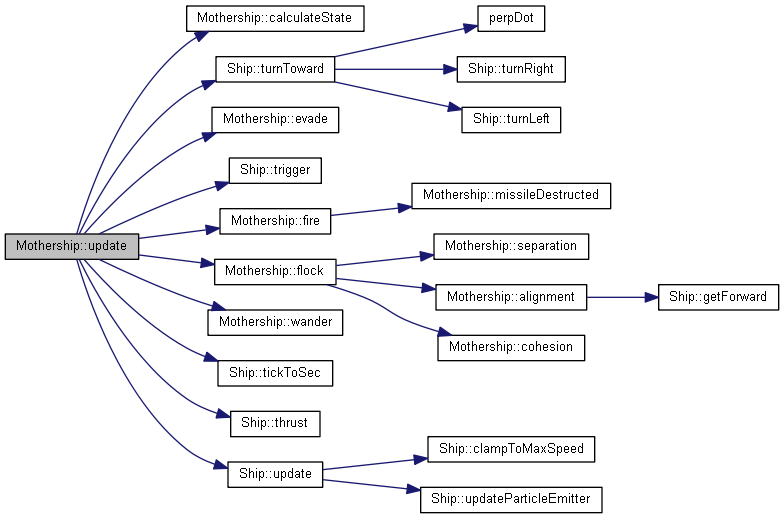 Mothership::calculateState
perpDot
Ship::turnToward
Ship::turnRight
Mothership::evade
Ship::turnLeft
Ship::trigger
Mothership::missileDestructed
Mothership::fire
Mothership::update
Mothership::separation
Mothership::flock
Mothership::alignment
Ship::getForward
Mothership::wander
Mothership::cohesion
Ship::tickToSec
Ship::thrust
Ship::clampToMaxSpeed
Ship::update
Ship::updateParticleEmitter